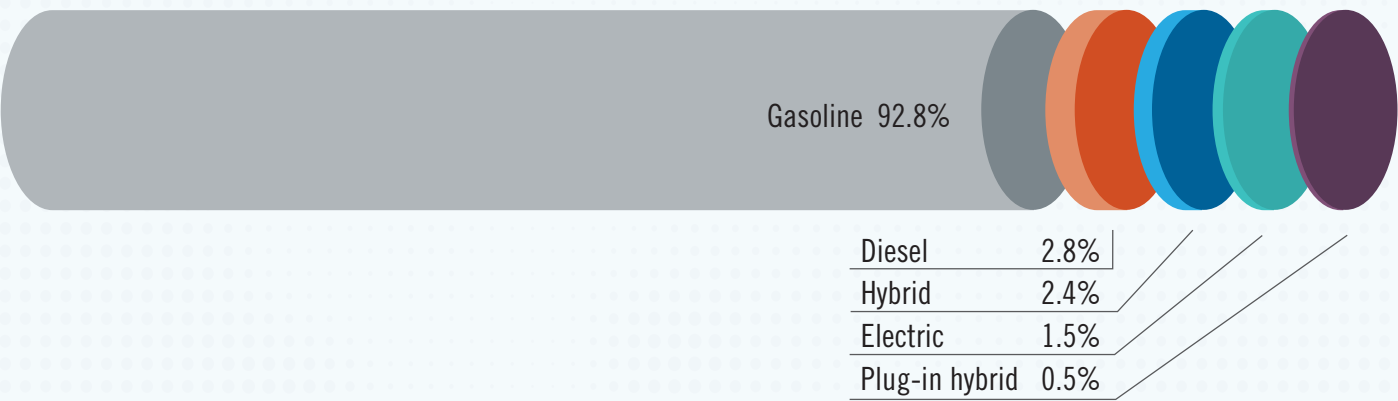 Gasoline 92.8%
Diesel 2.8%
Hybrid 2.4%
Electric 1.5%
Plug-in hybrid 0.5%